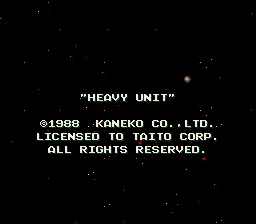 "HEAVY UNIT"
©1988 KANEKO CO.,LTD.
LICENSED TO TAITO CORP.
ALL RIGHTS RESERVED.